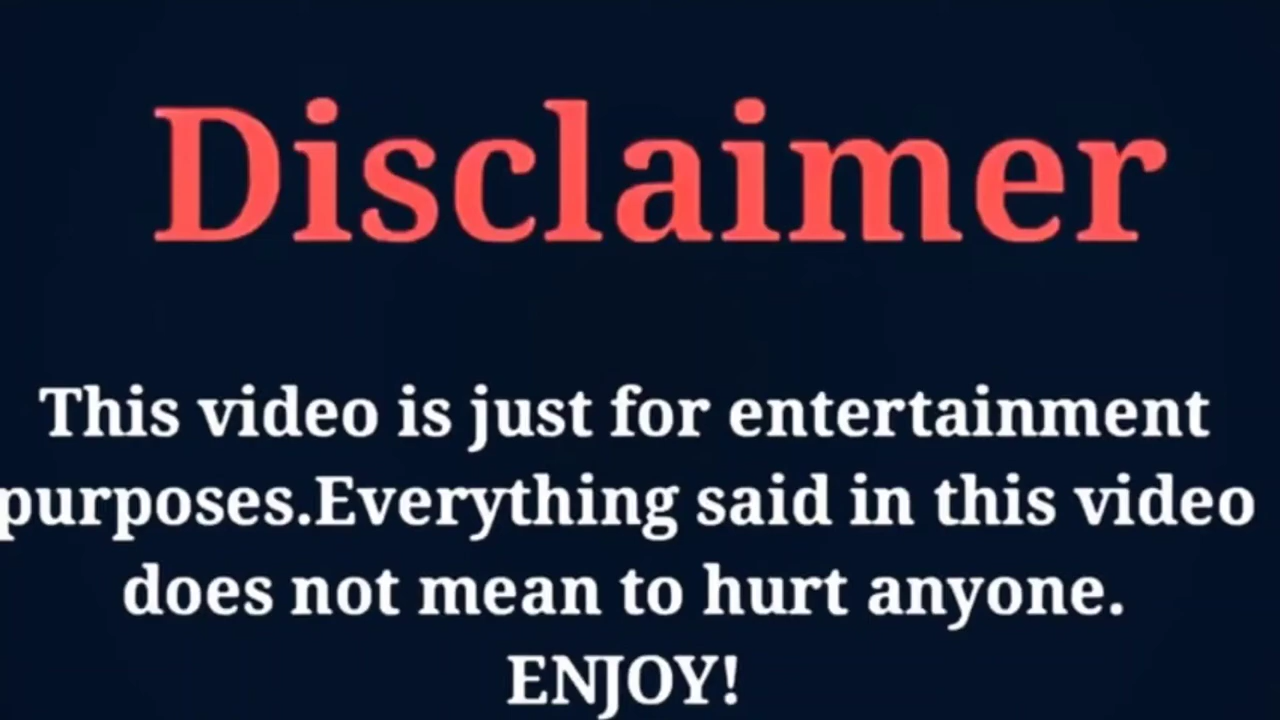 Disclaimer
This video is just for entertainment
purposes.Everything said in this video
does not mean to hurt anyone.
ENJOY!